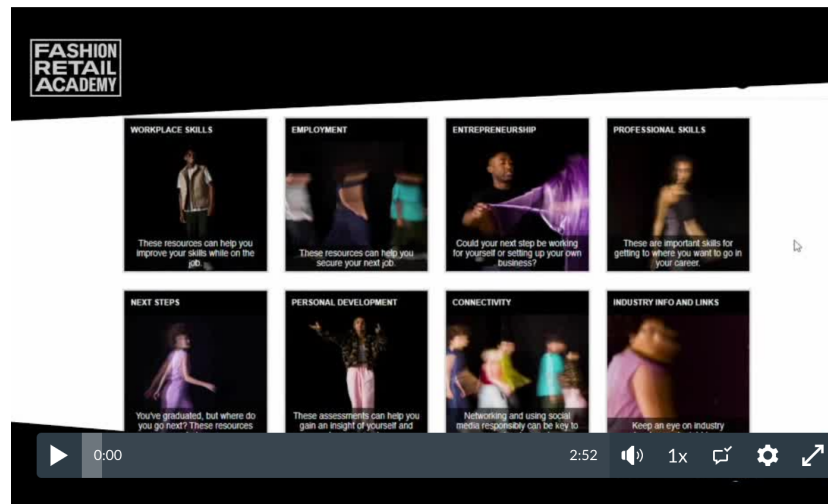 FASHION
RETAIL
ACADEMY
WORKPLACE SKILLS
These resources can help you
improve your skills while on the
job.
EMPLOYMENT
These resources can help you
secure your next job.
ENTREPRENEURSHIP
Could your next step be working
for yourself or setting up your own
business?
PROFESSIONAL SKILLS
These are important skills for
getting to where you want to go in
your career.
NEXT STEPS
You've graduated, but where do
you go next? These resources
PERSONAL DEVELOPMENT
These assessments can help you
gain an insight of yourself and
CONNECTIVITY
Networking and using social
media responsibly can be key to
INDUSTRY INFO AND LINKS
Keep an eye on industry
0:00
2:52
1x